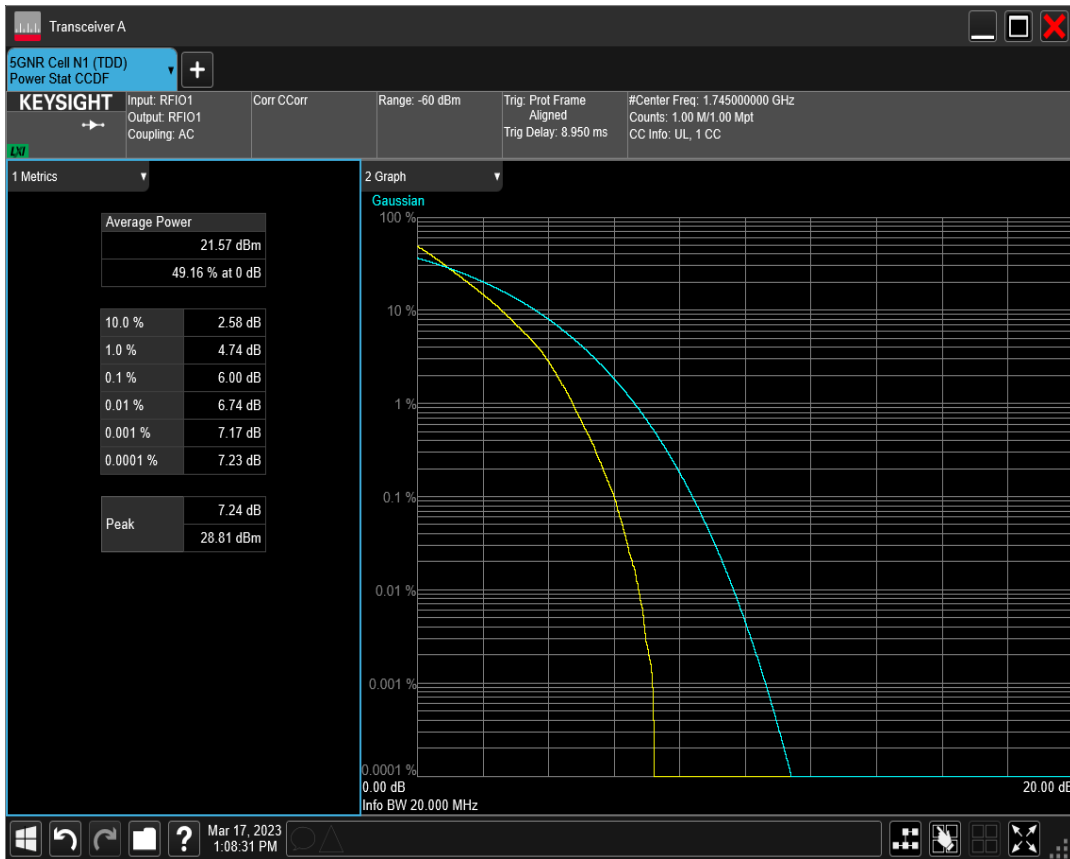 Transceiver A
5GNR Cell N1 (TDD)
Power Stat CCDF
+
KEYSIGHT
LXI
Input: RFIO1
Output: RFIO1
Coupling: AC
Corr CCorr
Range: -60 dBm
Trig: Prot Frame
Aligned
Trig Delay: 8.950 ms
#Center Freq: 1.745000000 GHz
Counts: 1.00 M/1.00 Mpt
CC Info: UL, 1 CC
1 Metrics
Average Power
21.57 dBm
49.16 % at 0 dB
10.0 % 2.58 dB
1.0 % 4.74 dB
0.1 % 6.00 dB
0.01 % 6.74 dB
0.001 % 7.17 dB
0.0001 % 7.23 dB
Peak 7.24 dB
28.81 dBm
2 Graph
Gaussian
100 %
10 %
1 %
0.1 %
0.01 %
0.001 %
0.0001 %
0.00 dB 20.00 dB
Info BW 20.000 MHz
?
Mar 17, 2023
1:08:31 PM